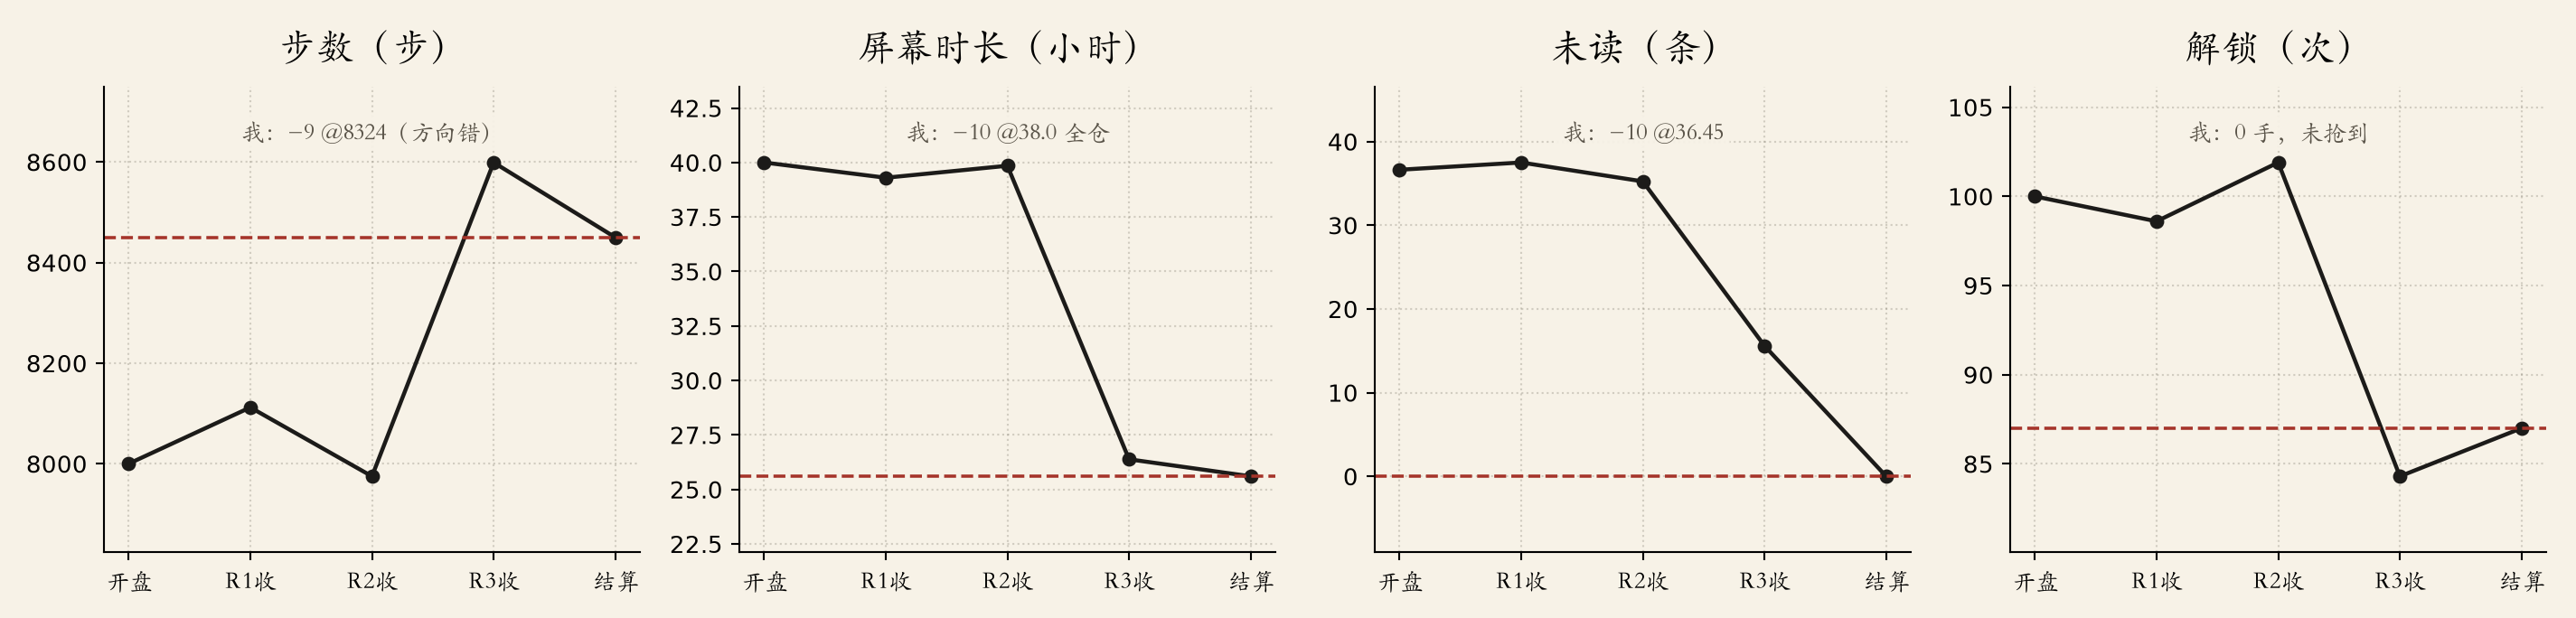 步数（步）
8600
8400
8200
8000
我：−9 @8324（方向错）
开盘
R1收
R2收
R3收
结算
屏幕时长（小时）
42.5
40.0
37.5
35.0
32.5
30.0
27.5
25.0
22.5
我：−10 @38.0 全仓
开盘
R1收
R2收
R3收
结算
未读（条）
40
30
20
10
0
我：−10 @36.45
开盘
R1收
R2收
R3收
结算
解锁（次）
105
100
95
90
85
我：0 手，未抢到
开盘
R1收
R2收
R3收
结算